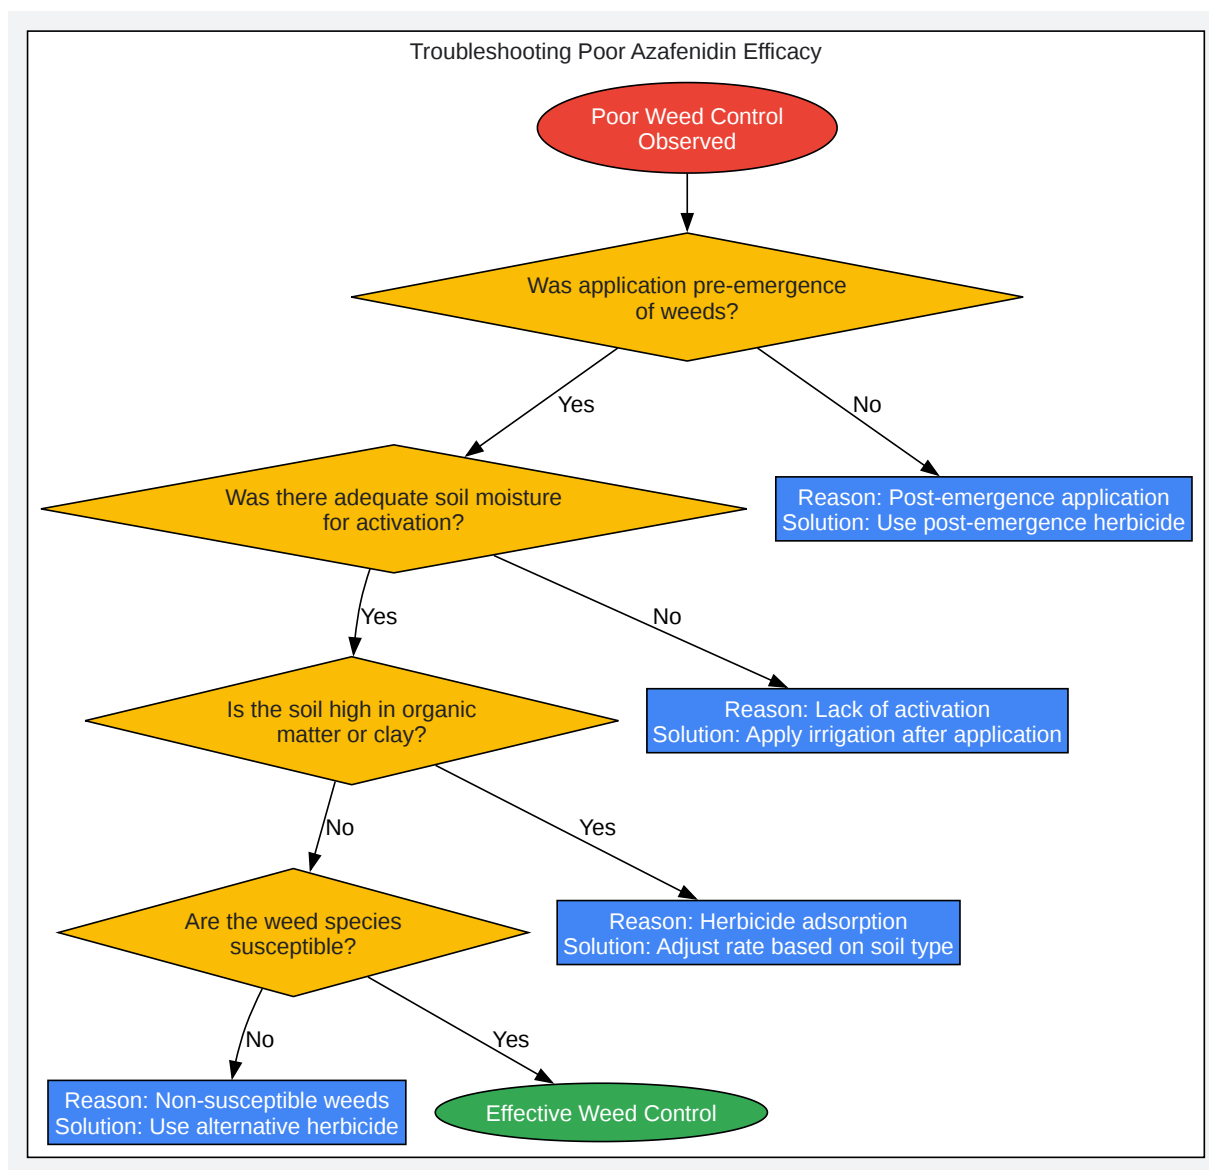 Troubleshooting Poor Azafenidin Efficacy
Poor Weed Control
Observed
Was application pre-emergence
of weeds?
Yes
No
Was there adequate soil moisture
for activation?
Reason: Post-emergence application
Solution: Use post-emergence herbicide
Yes
No
Is the soil high in organic
matter or clay?
Reason: Lack of activation
Solution: Apply irrigation after application
No
Yes
Are the weed species
susceptible?
Reason: Herbicide adsorption
Solution: Adjust rate based on soil type
No
Yes
Reason: Non-susceptible weeds
Solution: Use alternative herbicide
Effective Weed Control